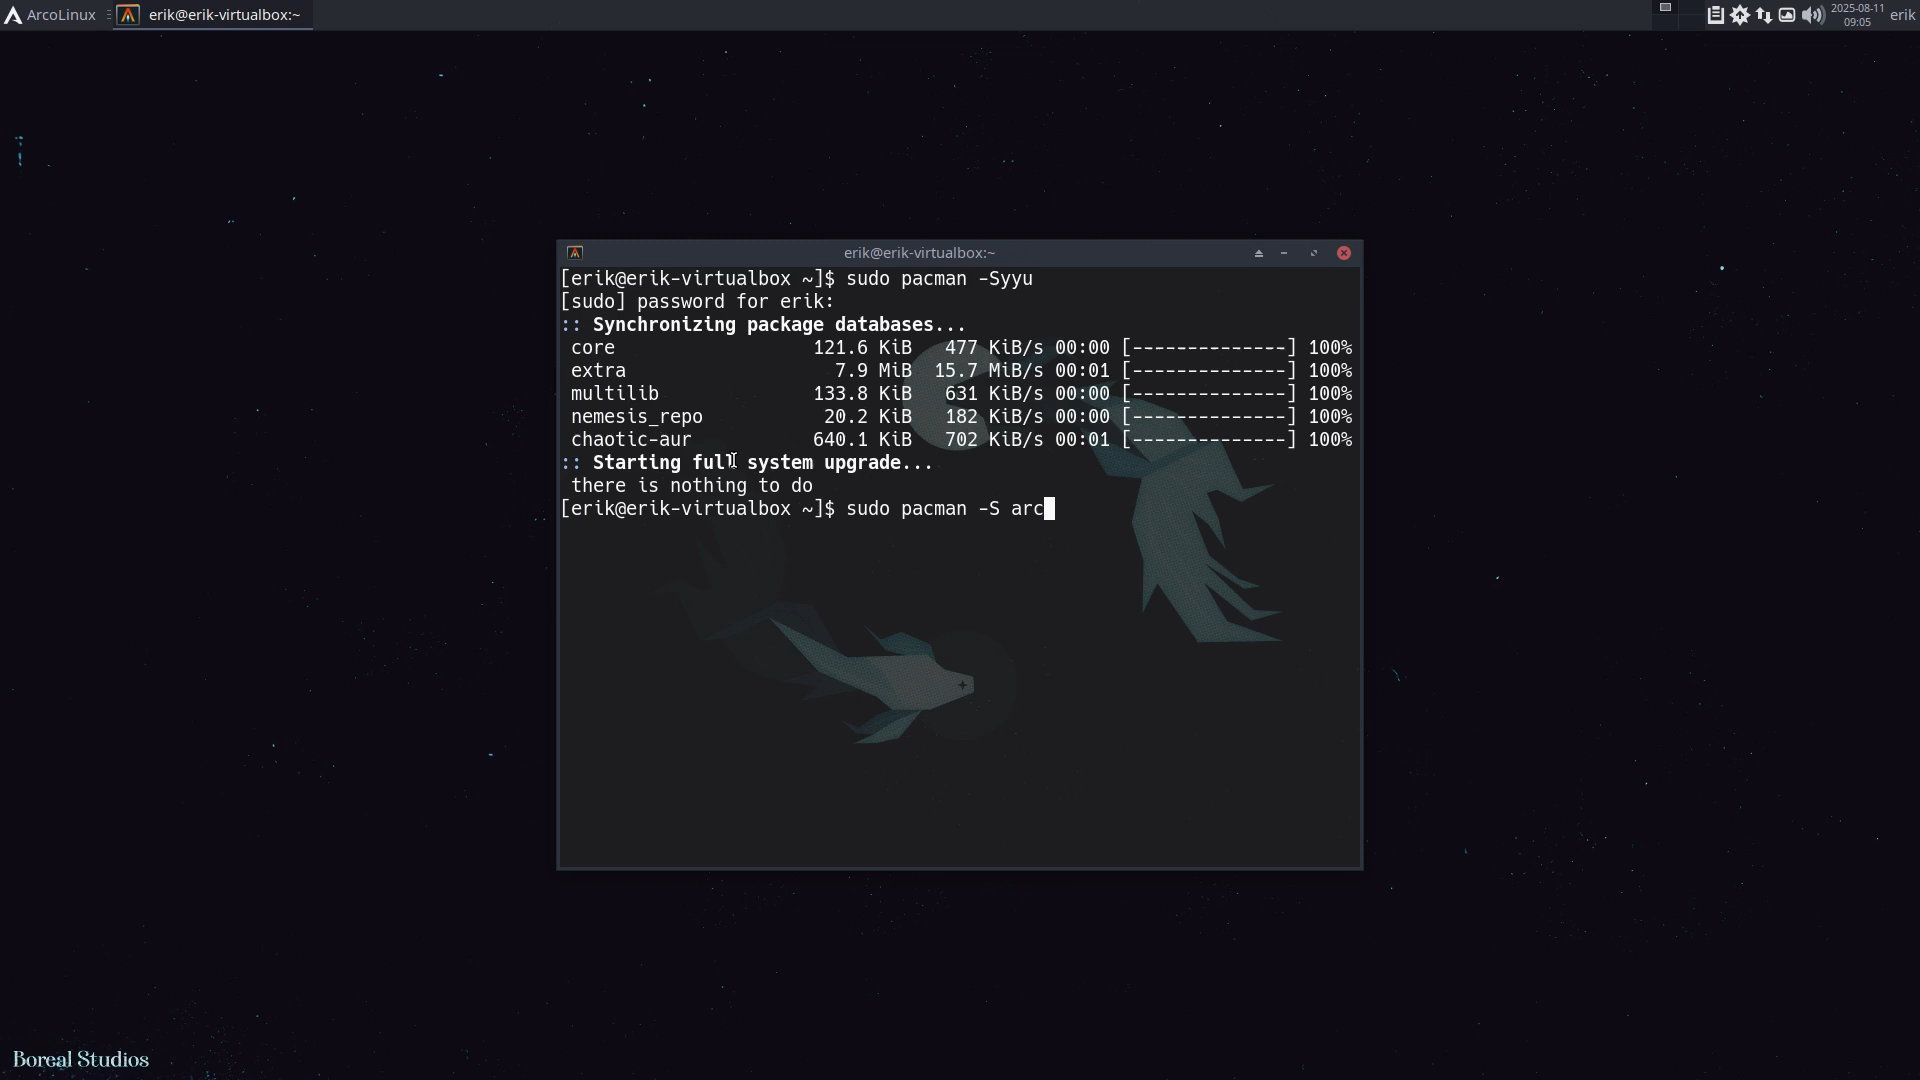 ArcoLinux erik@erik-virtualbox:~ 2025-08-11 09:05 erik
erik@erik-virtualbox:~
[erik@erik-virtualbox ~]$ sudo pacman -Syyu
[sudo] password for erik:
:: Synchronizing package databases...
core 121.6 KiB 477 KiB/s 00:00 [--------------] 100%
extra 7.9 MiB 15.7 MiB/s 00:01 [--------------] 100%
multilib 133.8 KiB 631 KiB/s 00:00 [--------------] 100%
nemesis_repo 20.2 KiB 182 KiB/s 00:00 [--------------] 100%
chaotic-aur 640.1 KiB 702 KiB/s 00:01 [--------------] 100%
:: Starting full system upgrade...
there is nothing to do
[erik@erik-virtualbox ~]$ sudo pacman -S arc
Boreal Studios